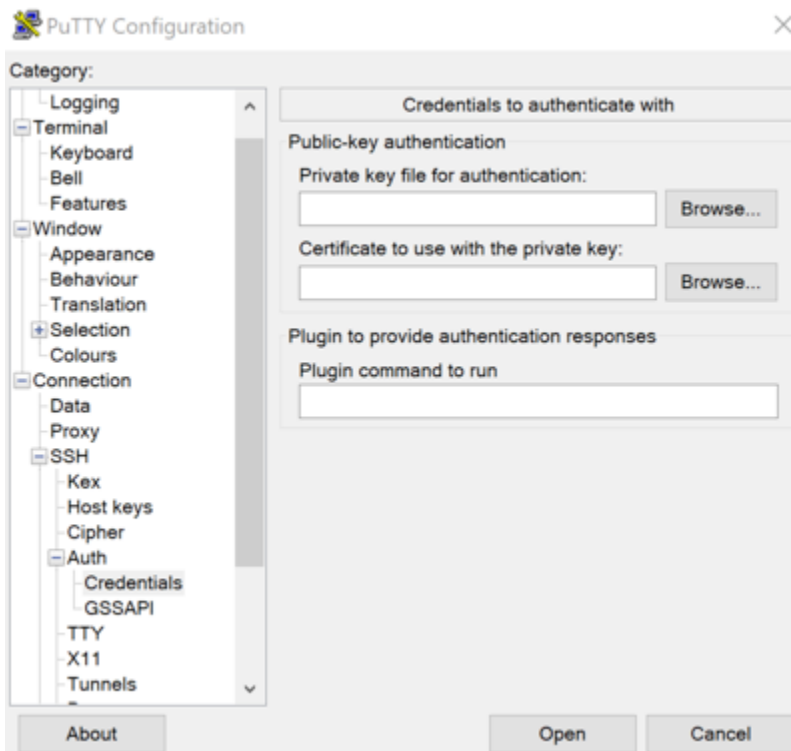 PuTTY Configuration
Category:
Logging
Terminal
Keyboard
Bell
Features
Window
Appearance
Behaviour
Translation
Selection
Colours
Connection
Data
Proxy
SSH
Kex
Host keys
Cipher
Auth
Credentials
GSSAPI
TTY
X11
Tunnels
Credentials to authenticate with
Public-key authentication
Private key file for authentication:
Browse...
Certificate to use with the private key:
Browse...
Plugin to provide authentication responses
Plugin command to run
About
Open
Cancel